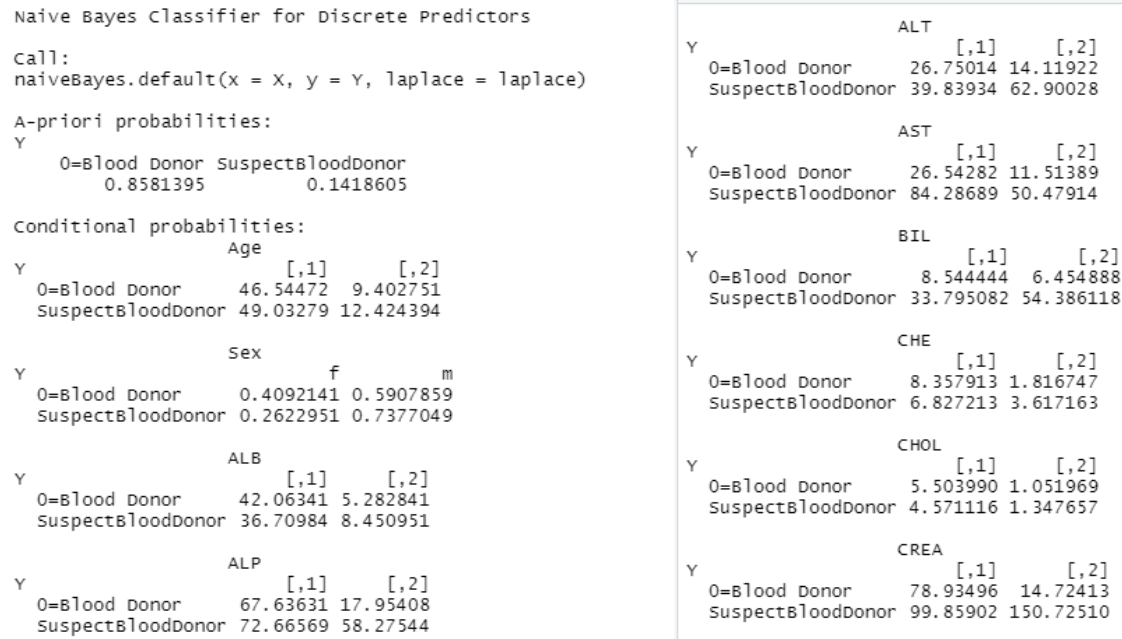 Naive Bayes Classifier for Discrete Predictors
Call:
naiveBayes.default(x = X, y = Y, laplace = laplace)
A-priori probabilities:
Y
0=Blood Donor SuspectBloodDonor
0.8581395 0.1418605
Conditional probabilities:
Age
Y [,1] [,2]
0=Blood Donor 46.54472 9.402751
SuspectBloodDonor 49.03279 12.424394
Sex
Y f m
0=Blood Donor 0.4092141 0.5907859
SuspectBloodDonor 0.2622951 0.7377049
ALB
Y [,1] [,2]
0=Blood Donor 42.06341 5.282841
SuspectBloodDonor 36.70984 8.450951
ALP
Y [,1] [,2]
0=Blood Donor 67.63631 17.95408
SuspectBloodDonor 72.66569 58.27544
ALT
Y [,1] [,2]
0=Blood Donor 26.75014 14.11922
SuspectBloodDonor 39.83934 62.90028
AST
Y [,1] [,2]
0=Blood Donor 26.54282 11.51389
SuspectBloodDonor 84.28689 50.47914
BIL
Y [,1] [,2]
0=Blood Donor 8.544444 6.454888
SuspectBloodDonor 33.795082 54.386118
CHE
Y [,1] [,2]
0=Blood Donor 8.357913 1.816747
SuspectBloodDonor 6.827213 3.617163
CHOL
Y [,1] [,2]
0=Blood Donor 5.503990 1.051969
SuspectBloodDonor 4.571116 1.347657
CREA
Y [,1] [,2]
0=Blood Donor 78.93496 14.72413
SuspectBloodDonor 99.85902 150.72510